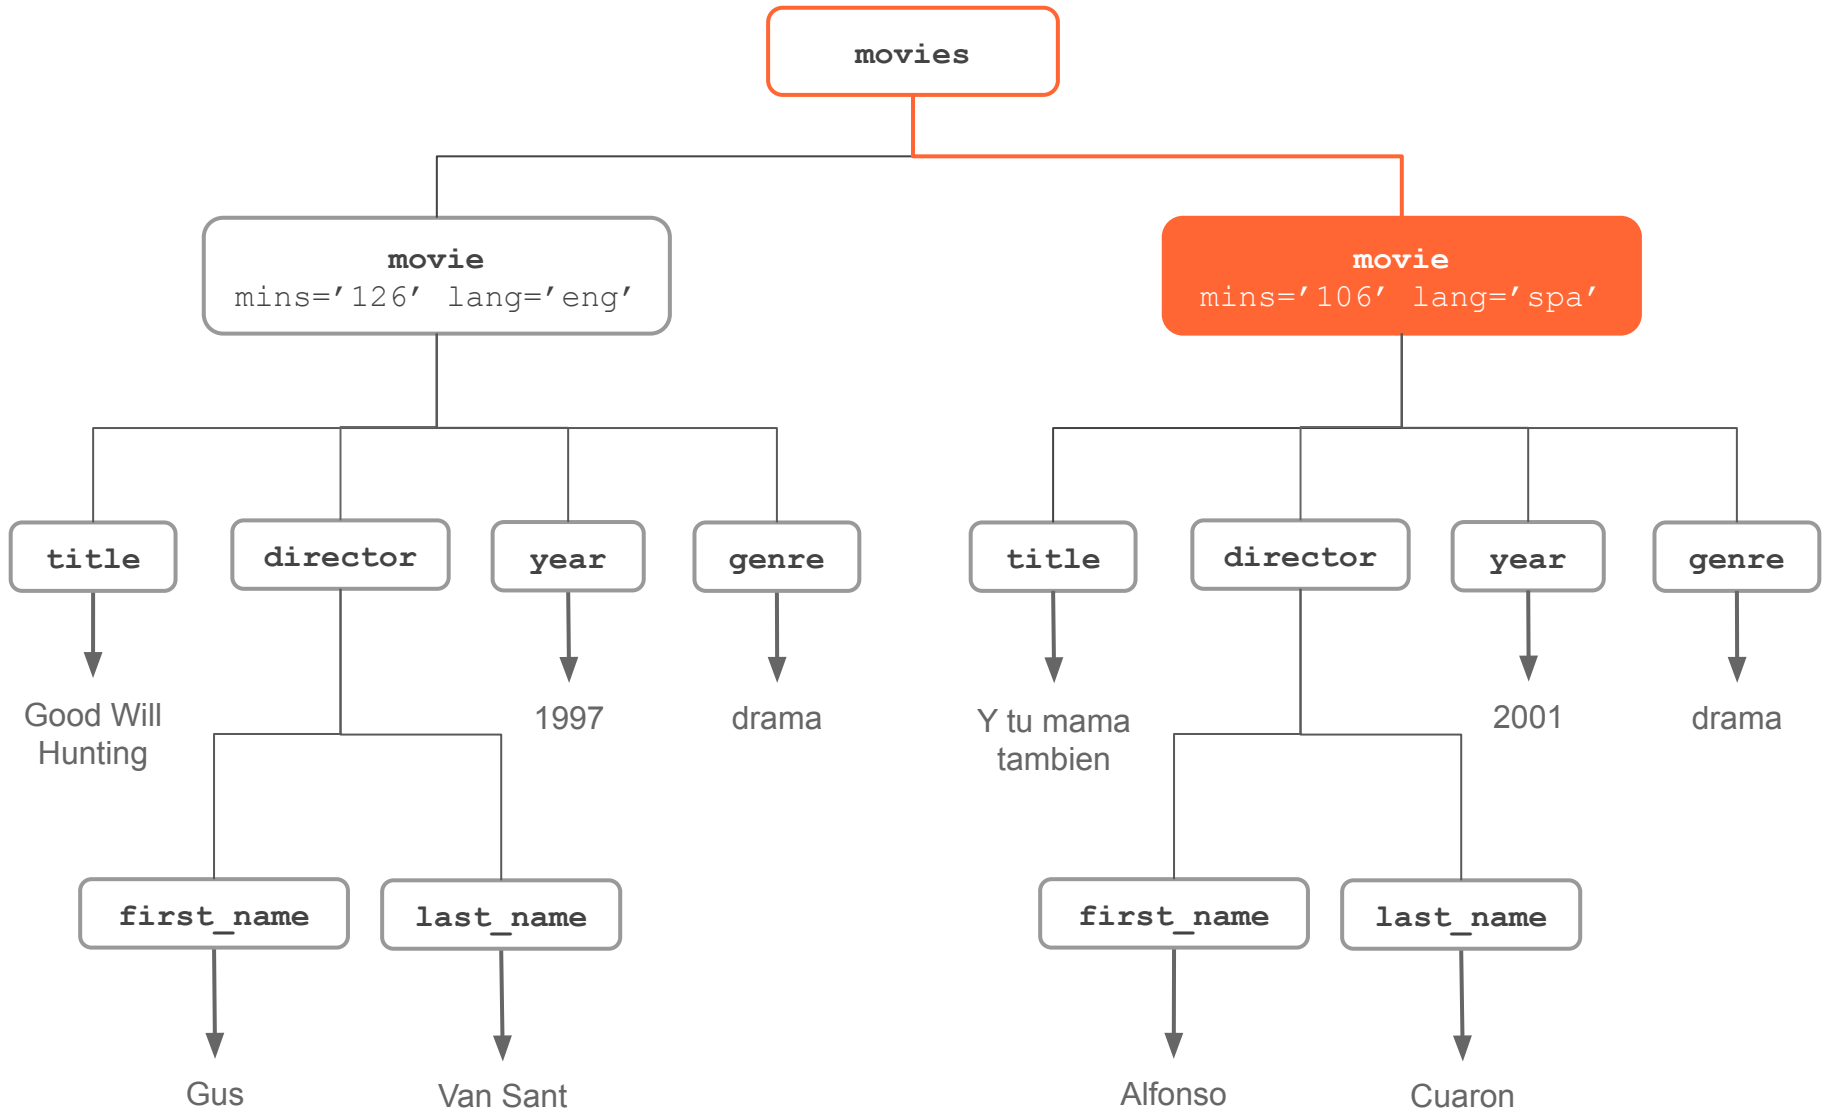 movies
movie
mins=’126’ lang=’eng’
movie
mins=’106’ lang=’spa’
title
director
year
genre
title
director
year
genre
Good Will
Hunting
1997
drama
Y tu mama
tambien
2001
drama
first_name
last_name
first_name
last_name
Gus
Van Sant
Alfonso
Cuaron